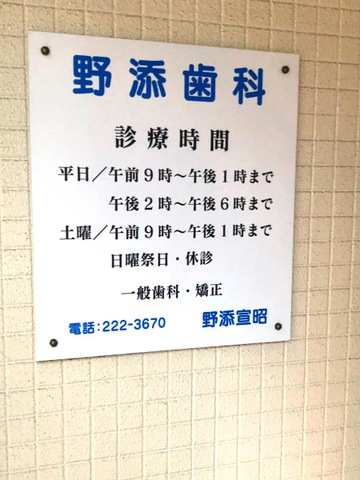 野添歯科
診療時間
平日／午前9時～午後1時まで
午後2時～午後6時まで
土曜／午前9時～午後1時まで
日曜祭日・休診
一般歯科・矯正
電話:222-3670 野添宣昭